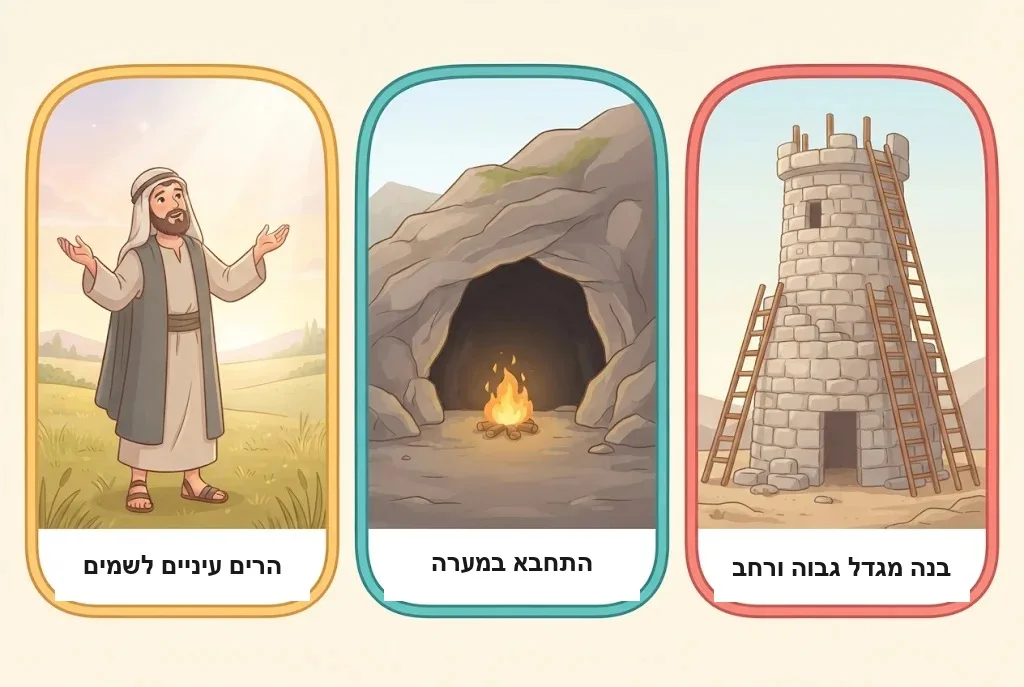 בנה מגדל גבוה ורחב
התחבא במערה
הרים עיניים לשמים